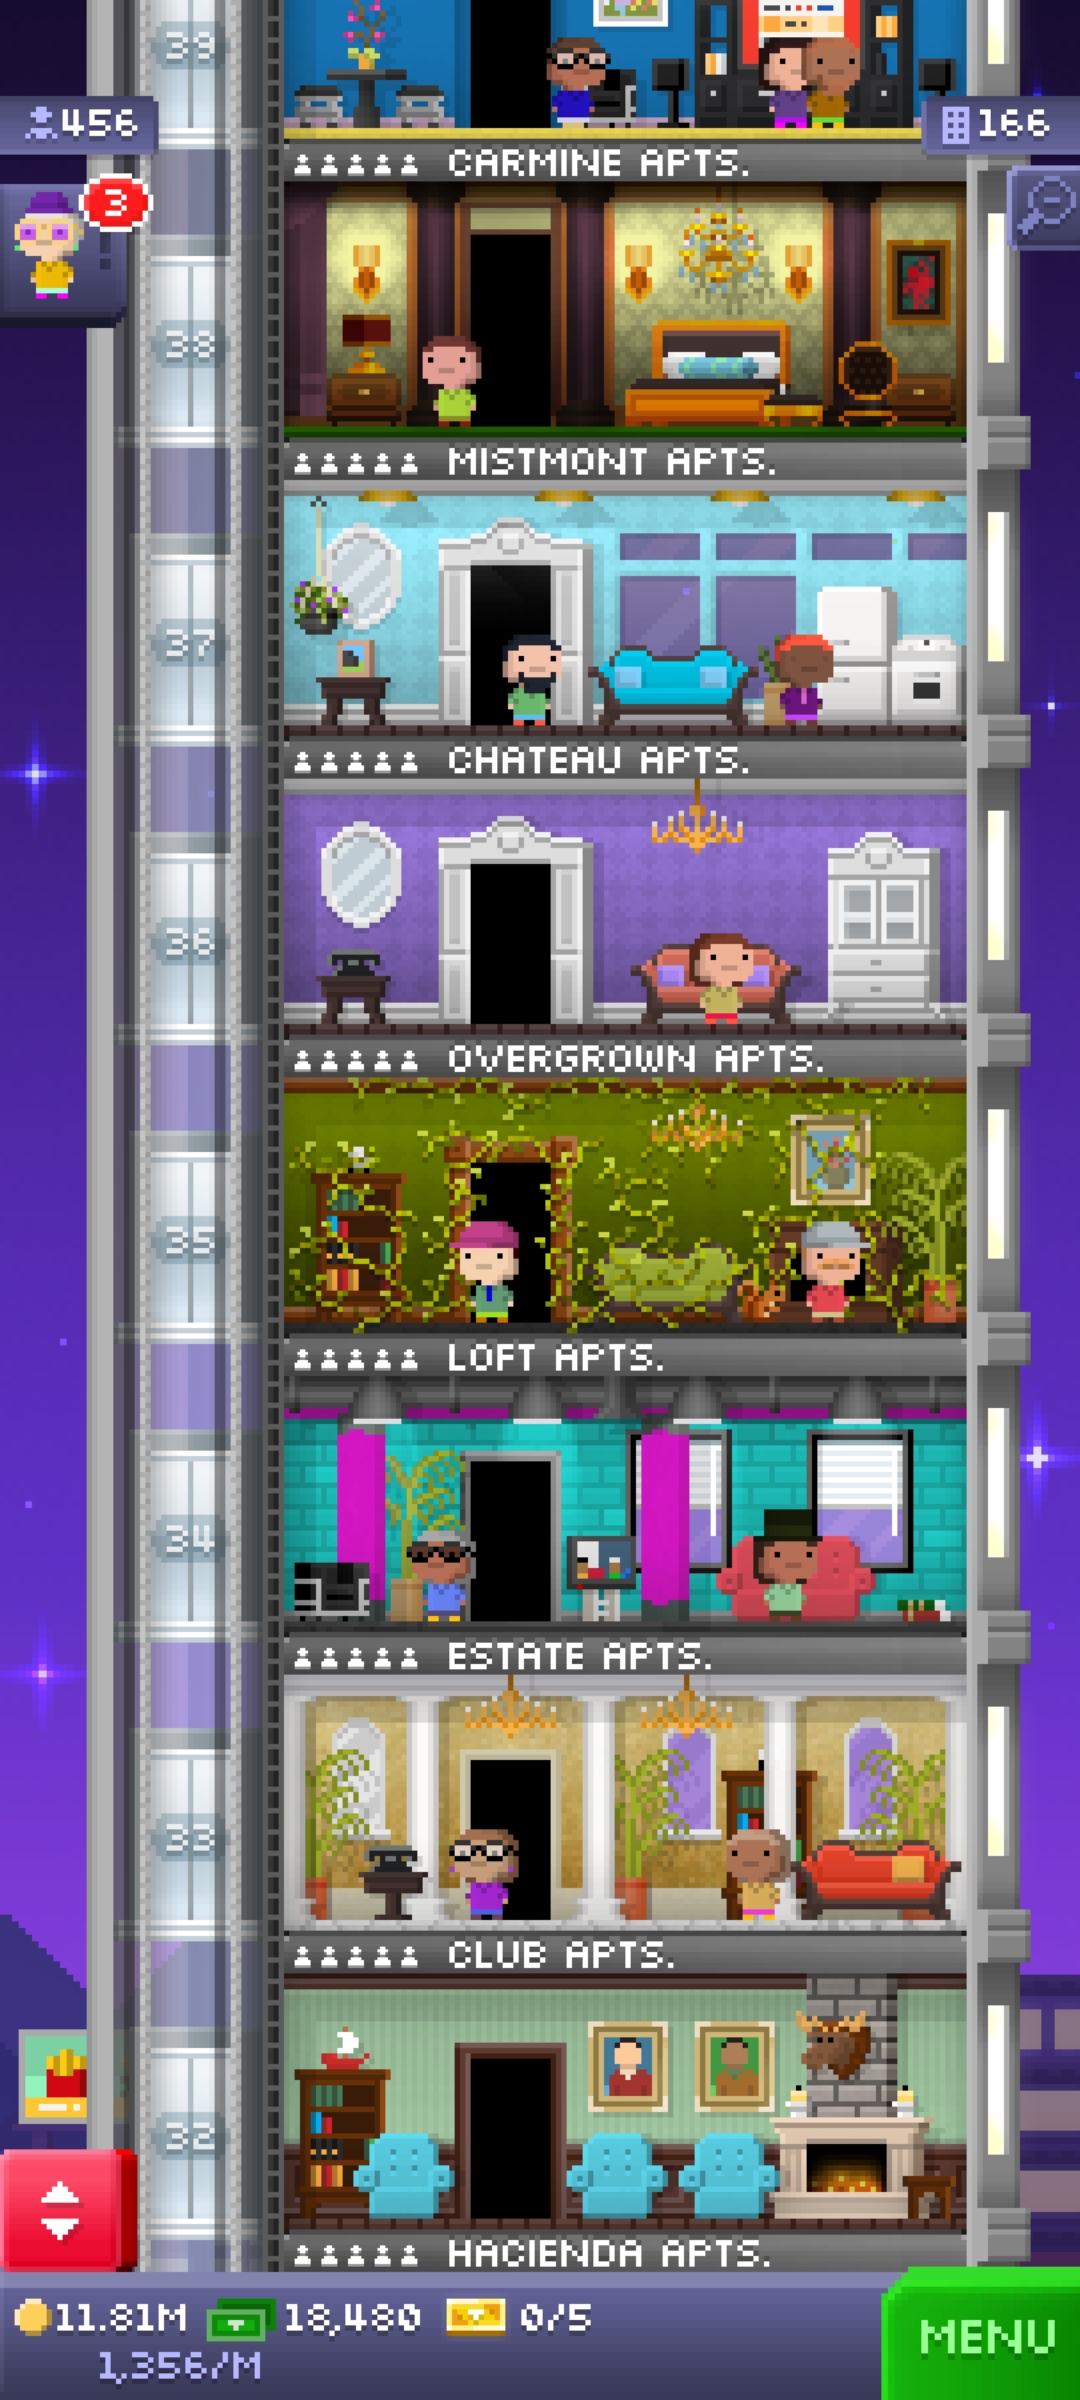 39
456
166
CARMINE APTS.
3
38
MISTMONT APTS.
37
CHATEAU APTS.
36
OVERGROWN APTS.
35
LOFT APTS.
34
ESTATE APTS.
33
CLUB APTS.
32
HACIENDA APTS.
11.81M 18,480 0/5
1,356/M
MENU